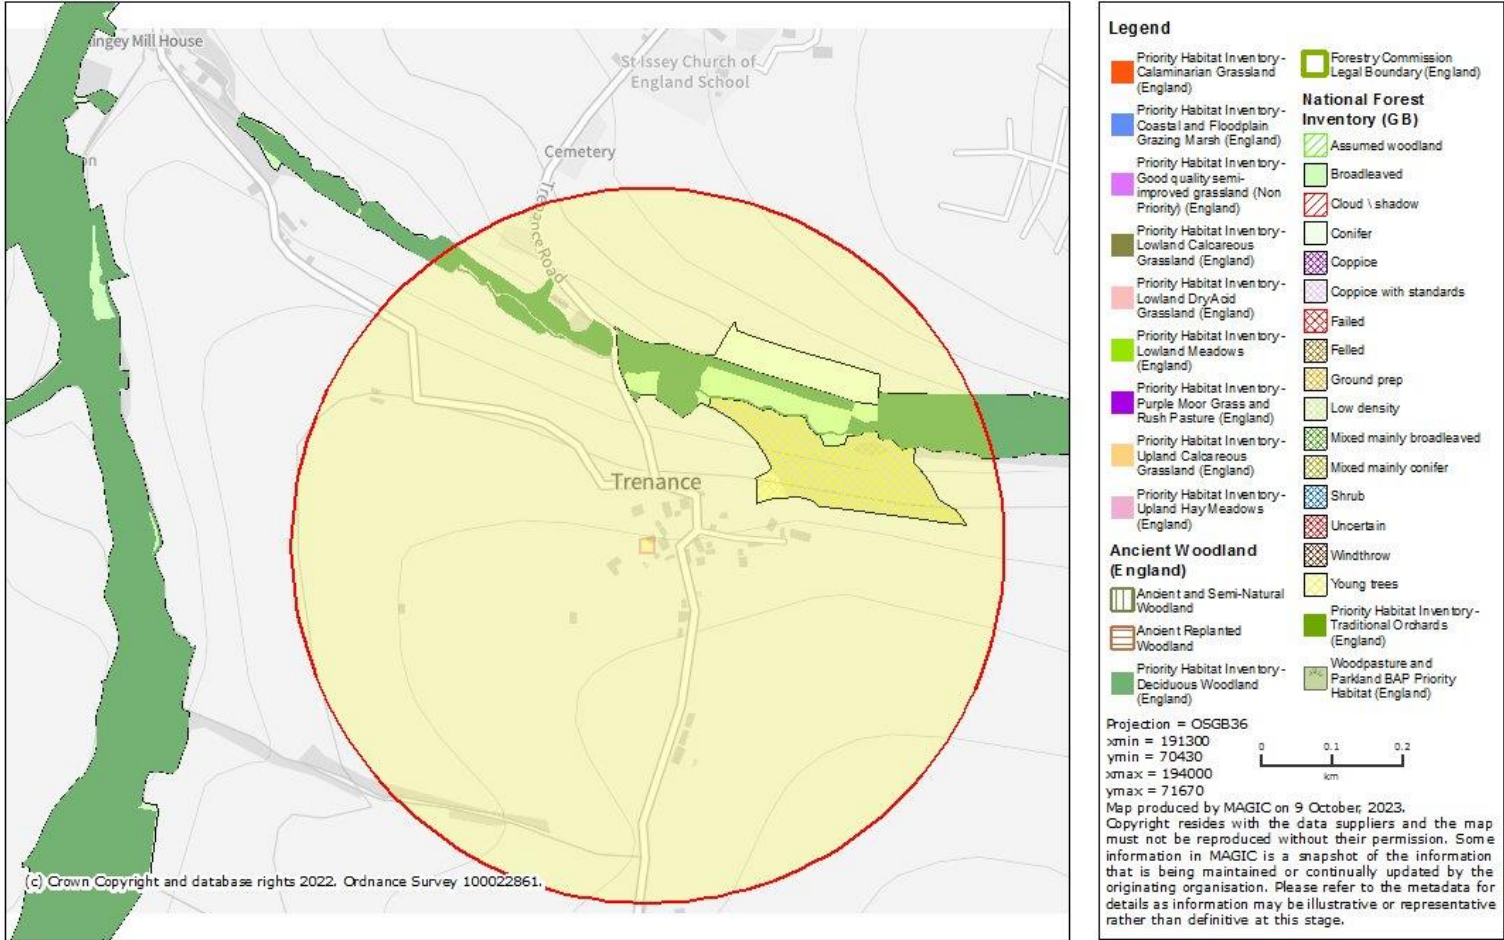 ingey Mill House
St Issey Church of
England School
Cemetery
on
Trenance Road
Trenance
(c) Crown Copyright and database rights 2022. Ordnance Survey 100022861.
Legend
Priority Habitat Inventory -
Calaminarian Grassland
(England)
Priority Habitat Inventory -
Coastal and Floodplain
Grazing Marsh (England)
Priority Habitat Inventory -
Good quality semi-
improved grassland (Non
Priority) (England)
Priority Habitat Inventory -
Lowland Calcareous
Grassland (England)
Priority Habitat Inventory -
Lowland Dry Acid
Grassland (England)
Priority Habitat Inventory -
Lowland Meadows
(England)
Priority Habitat Inventory -
Purple Moor Grass and
Rush Pasture (England)
Priority Habitat Inventory -
Upland Calcareous
Grassland (England)
Priority Habitat Inventory -
Upland Hay Meadows
(England)
Ancient Woodland
(England)
Ancient and Semi-Natural
Woodland
Ancient Replanted
Woodland
Priority Habitat Inventory -
Deciduous Woodland
(England)
Forestry Commission
Legal Boundary (England)
National Forest
Inventory (GB)
Assumed woodland
Broadleaved
Cloud \ shadow
Conifer
Coppice
Coppice with standards
Failed
Felled
Ground prep
Low density
Mixed mainly broadleaved
Mixed mainly conifer
Shrub
Uncertain
Windthrow
Young trees
Priority Habitat Inventory -
Traditional Orchards
(England)
Woodpasture and
Parkland BAP Priority
Habitat (England)
Projection = OSGB36
xmin = 191300
ymin = 70430
xmax = 194000
ymax = 71670
0 0.1 0.2
km
Map produced by MAGIC on 9 October, 2023.
Copyright resides with the data suppliers and the map
must not be reproduced without their permission. Some
information in MAGIC is a snapshot of the information
that is being maintained or continually updated by the
originating organisation. Please refer to the metadata for
details as information may be illustrative or representative
rather than definitive at this stage.